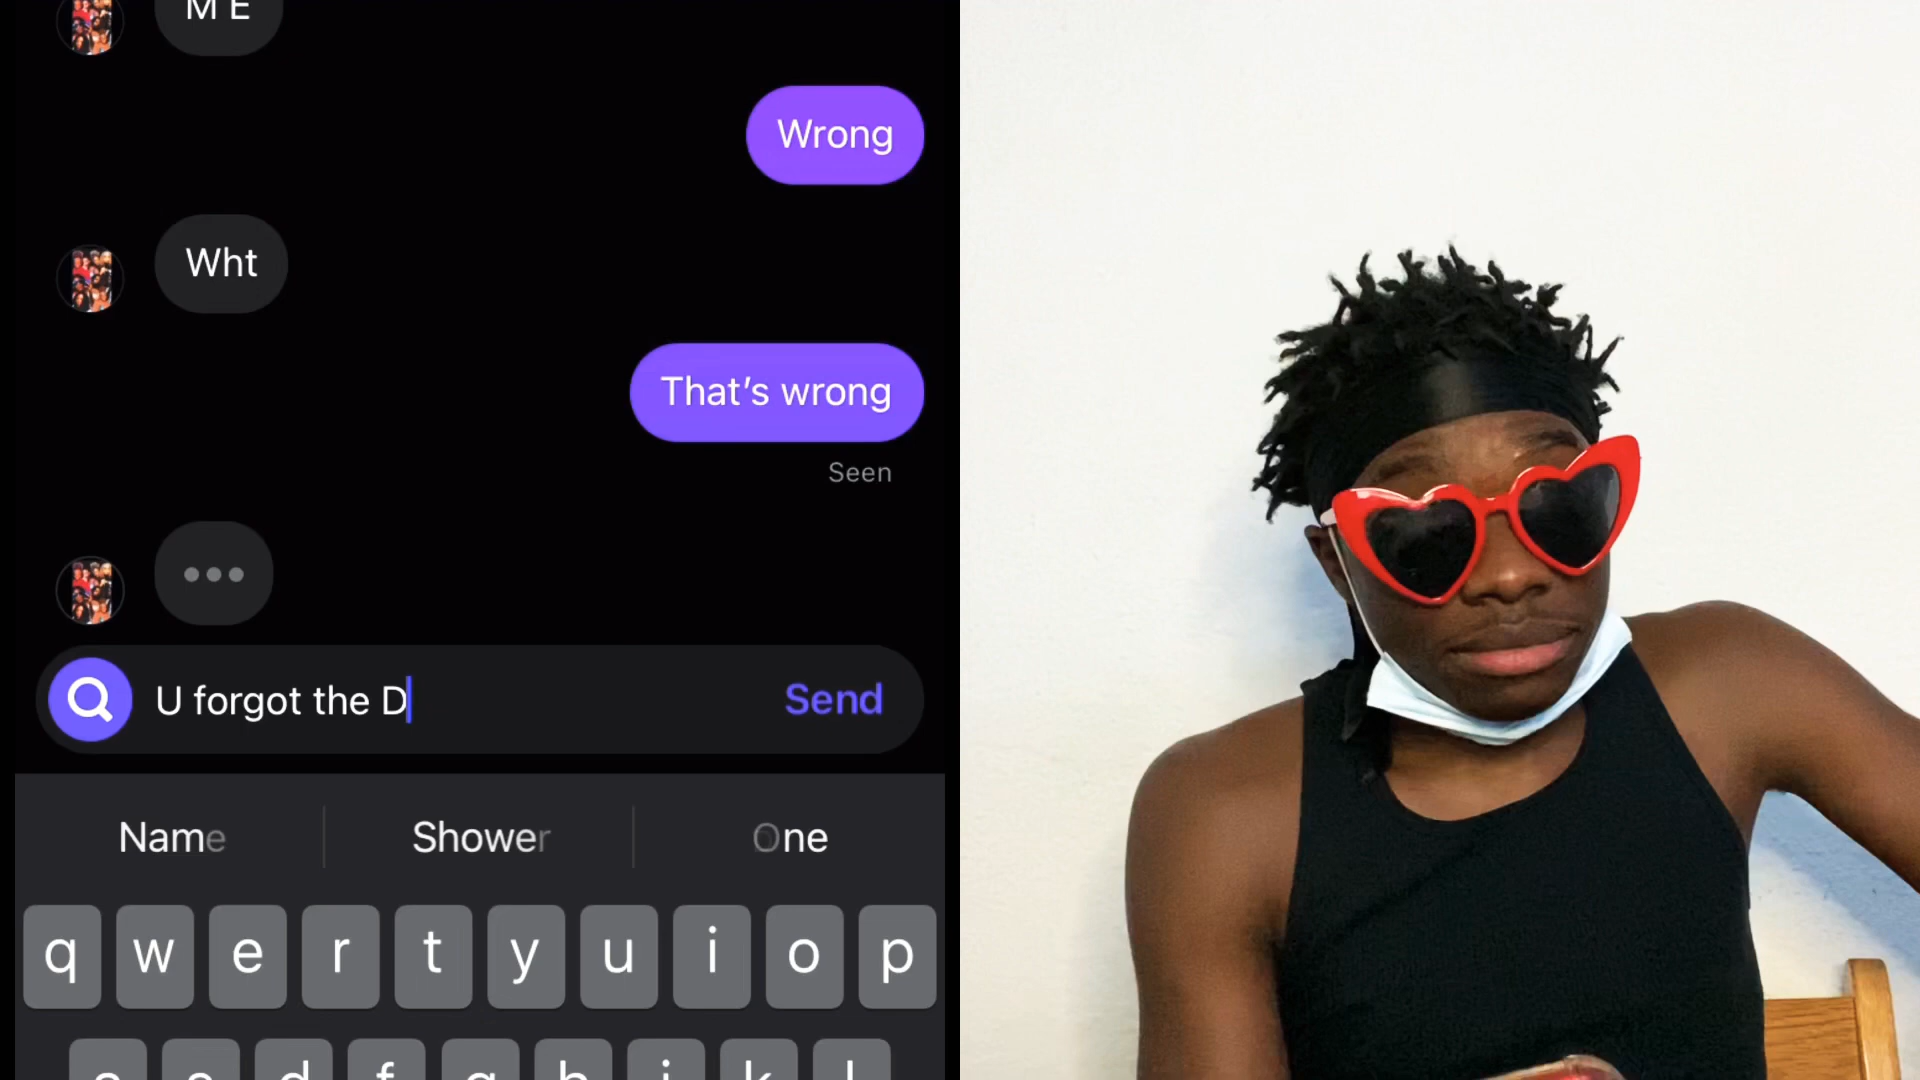 M E
Wrong
Wht
That's wrong
Seen
U forgot the D
Send
Name
Shower
One
q w e r t y u i o p
a s d f g h j k l